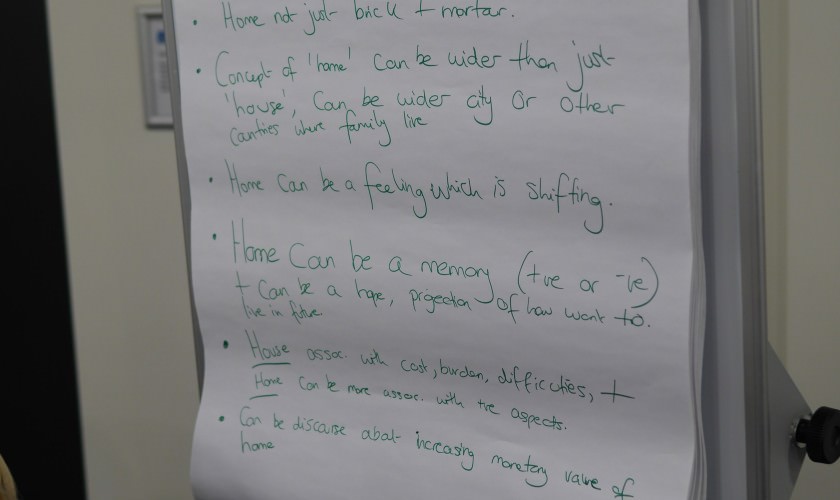 • Home not just brick + mortar.
• Concept of 'home' can be wider than just
'house', Can be wider city or other
countries where family live
• Home can be a feeling which is shifting.
• Home can be a memory (+ve or -ve)
+ can be a hope, projection of how want to.
live in future
• House assoc. with cost, burden, difficulties, +
Home can be more assoc. with +ve aspects.
• Can be discourse about increasing monetary value of
home